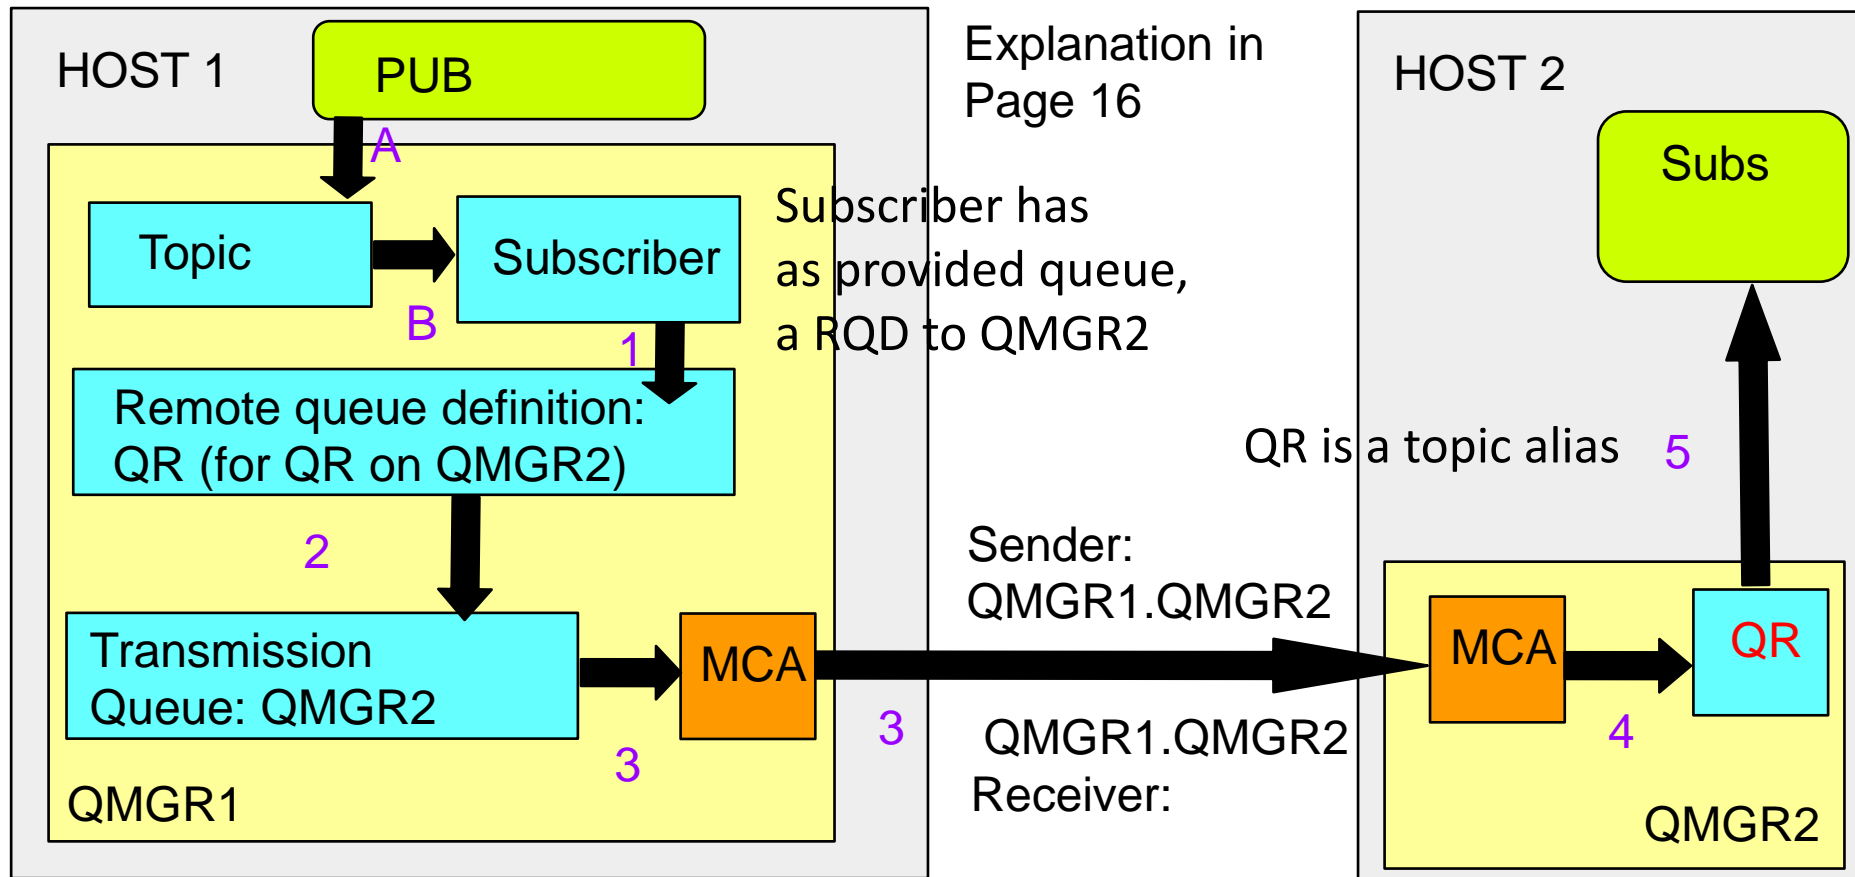 HOST 1
PUB
A
Topic
Subscriber
B
1
Subscriber has
as provided queue,
a RQD to QMGR2
Remote queue definition:
QR (for QR on QMGR2)
2
Transmission
Queue: QMGR2
3
MCA
3
QMGR1
Explanation in
Page 16
Sender:
QMGR1.QMGR2
QMGR1.QMGR2
Receiver:
HOST 2
Subs
QR is a topic alias
5
MCA
QR
4
QMGR2